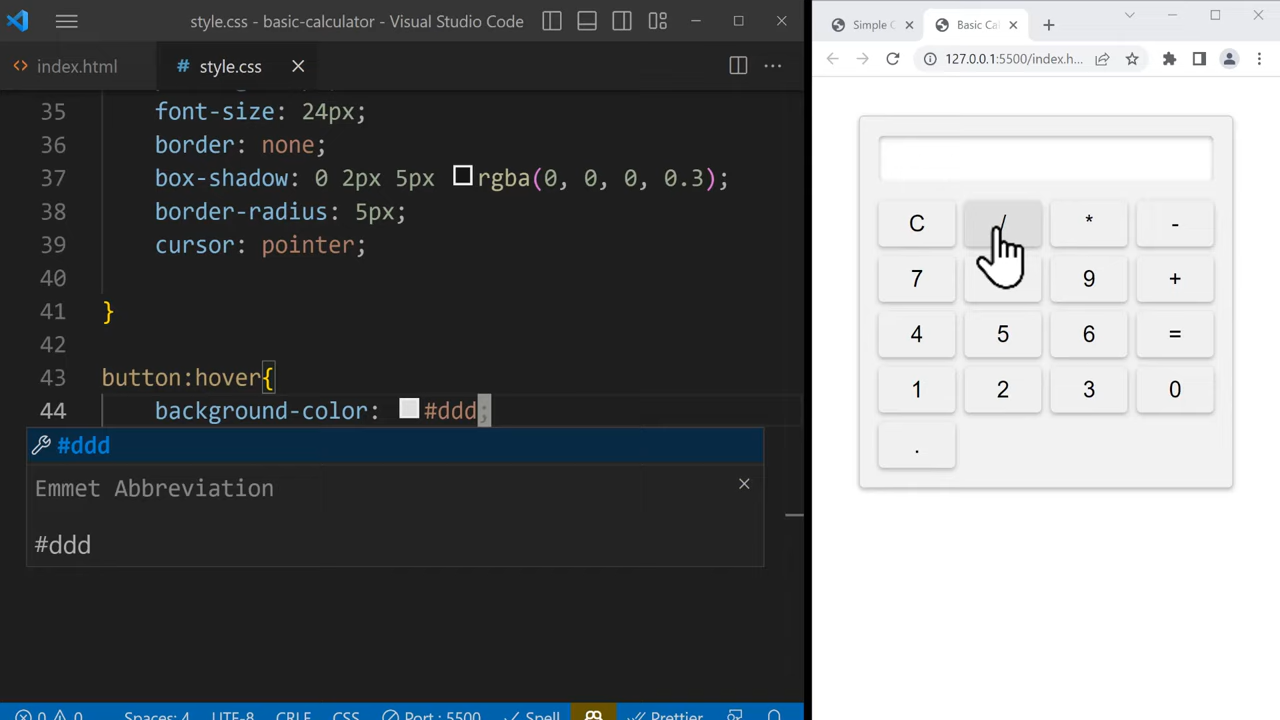 style.css - basic-calculator - Visual Studio Code
index.html
style.css
35 font-size: 24px;
36 border: none;
37 box-shadow: 0 2px 5px rgba(0, 0, 0, 0.3);
38 border-radius: 5px;
39 cursor: pointer;
40
41 }
42
43 button:hover{
44 background-color: #ddd;
#ddd
Emmet Abbreviation
#ddd
0 0 UTF-8 CRLF CSS Port : 5500 Spell Prettier
Spaces: 4
Simple C
Basic Cal
127.0.0.1:5500/index.h...
C / * -
7 9 +
4 5 6 =
1 2 3 0
.